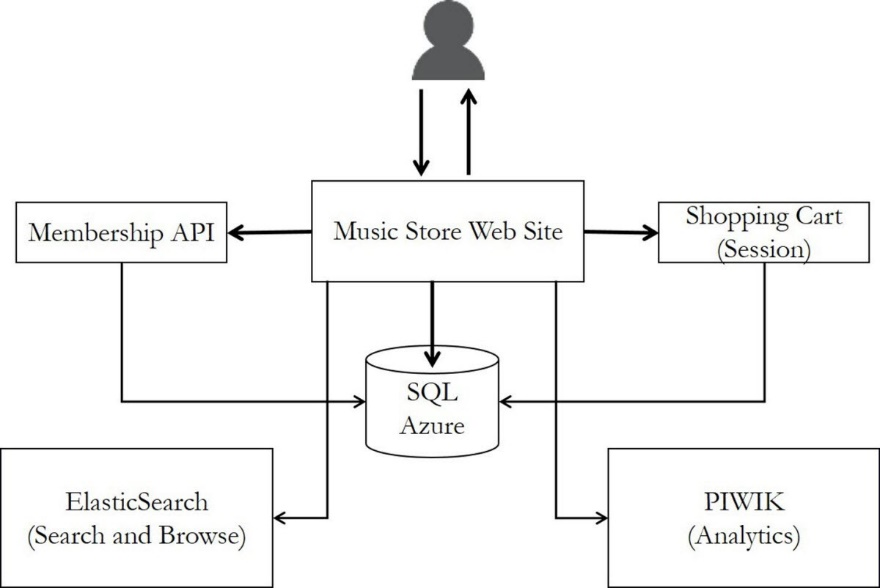 Membership API
Music Store Web Site
Shopping Cart
(Session)
SQL
Azure
ElasticSearch
(Search and Browse)
PIWIK
(Analytics)